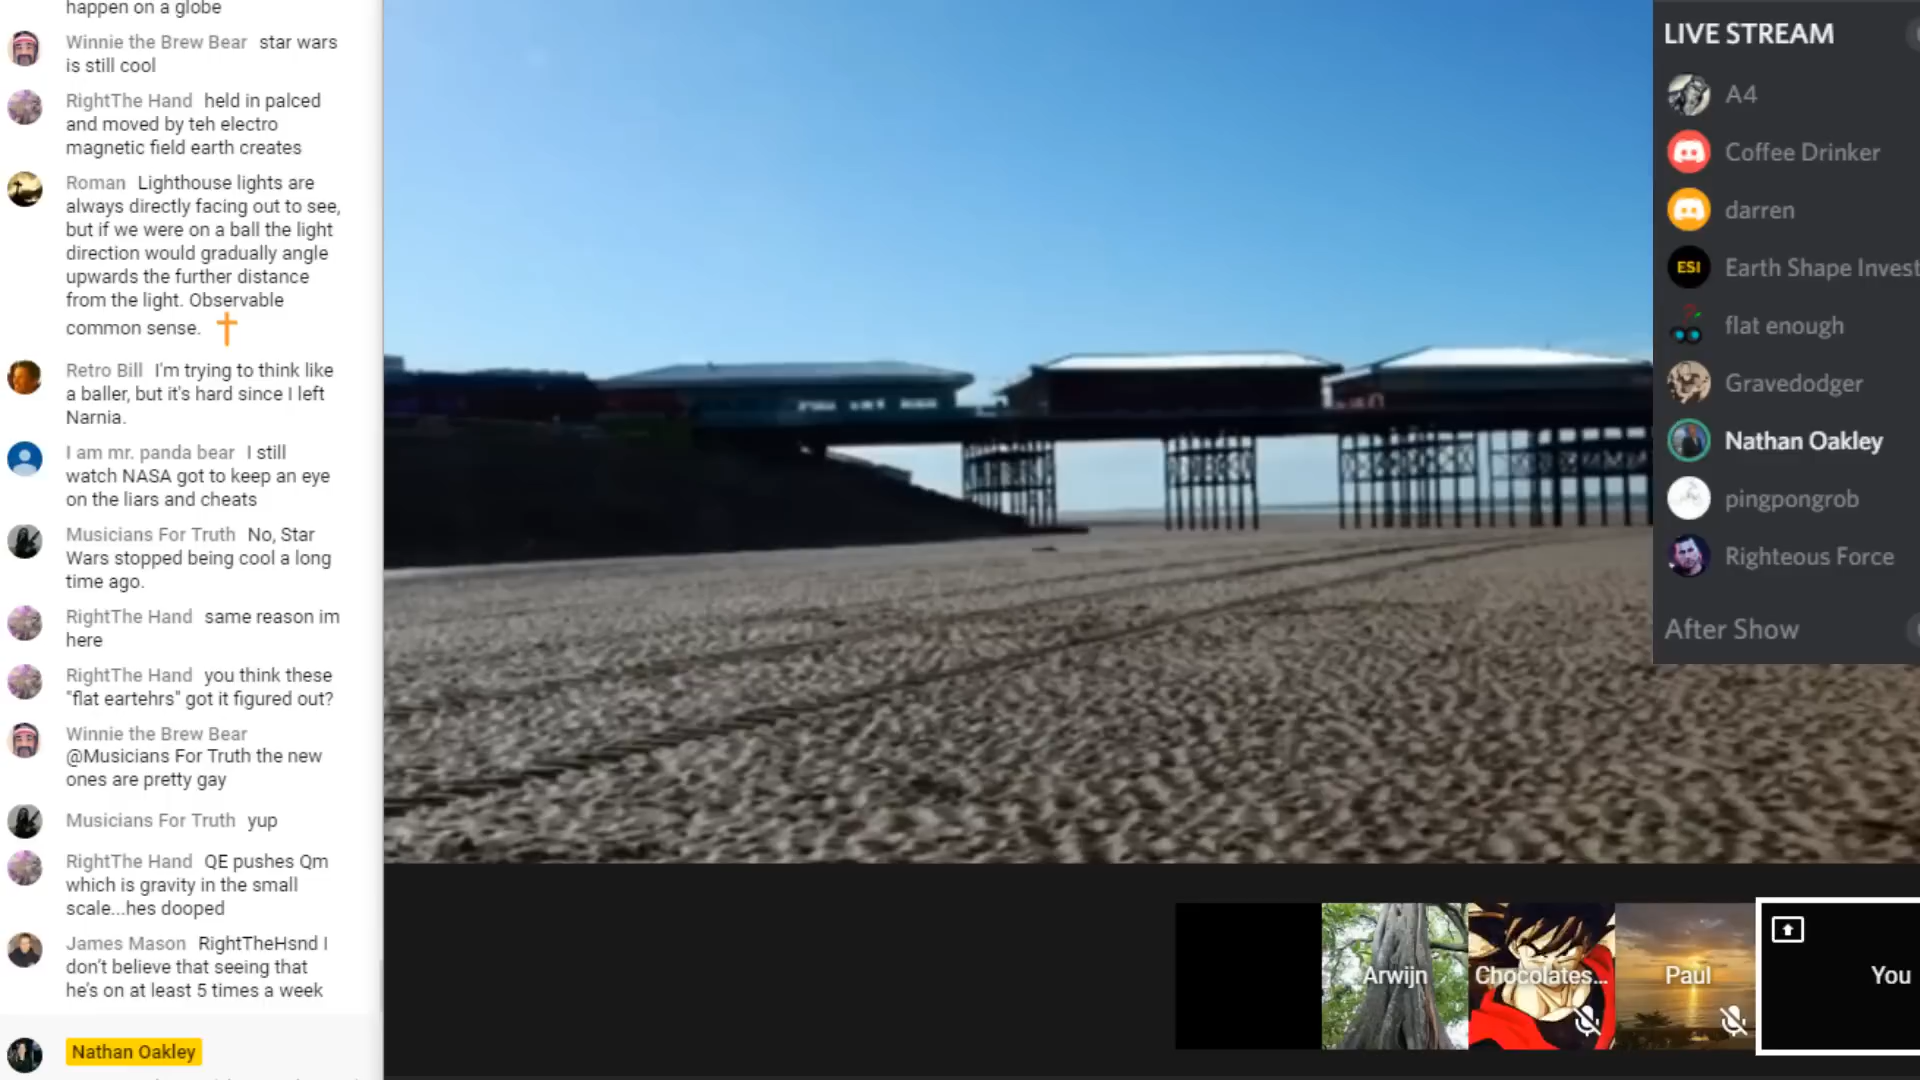 happen on a globe
Winnie the Brew Bear star wars
is still cool
RightThe Hand held in palced
and moved by teh electro
magnetic field earth creates
Roman Lighthouse lights are
always directly facing out to see,
but if we were on a ball the light
direction would gradually angle
upwards the further distance
from the light. Observable
common sense.
Retro Bill I'm trying to think like
a baller, but it's hard since I left
Narnia.
I am mr. panda bear I still
watch NASA got to keep an eye
on the liars and cheats
Musicians For Truth No, Star
Wars stopped being cool a long
time ago.
RightThe Hand same reason im
here
RightThe Hand you think these
"flat eartehrs" got it figured out?
Winnie the Brew Bear
@Musicians For Truth the new
ones are pretty gay
Musicians For Truth yup
RightThe Hand QE pushes Qm
which is gravity in the small
scale...hes dooped
James Mason RightTheHsnd I
don't believe that seeing that
he's on at least 5 times a week
Nathan Oakley
LIVE STREAM
A4
Coffee Drinker
darren
ESI
Earth Shape Invest
flat enough
Gravedodger
Nathan Oakley
pingpongrob
Righteous Force
After Show
Arwijn
Chocolates...
Paul
You